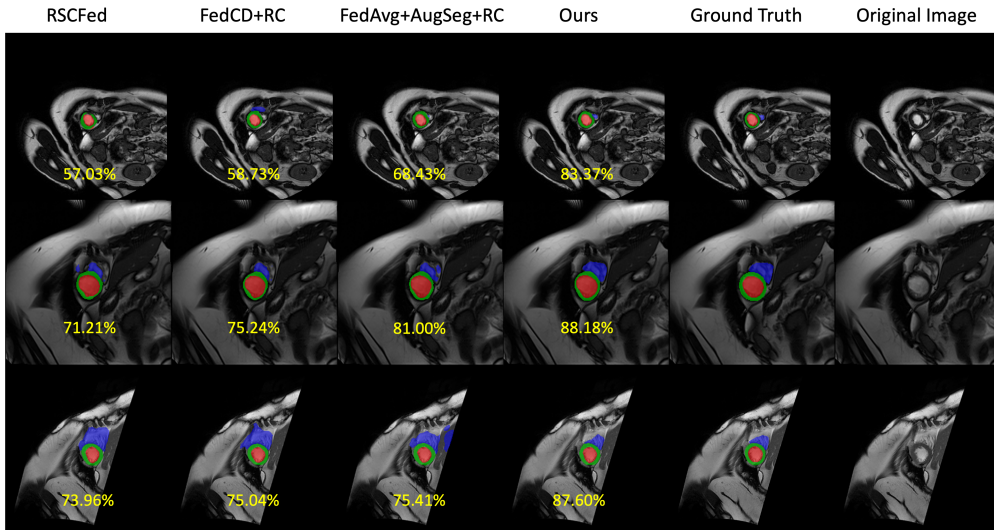 RSCFed FedCD+RC FedAvg+AugSeg+RC Ours Ground Truth Original Image
57.03% 58.73% 68.43% 83.37%
71.21% 75.24% 81.00% 88.18%
73.96% 75.04% 75.41% 87.60%